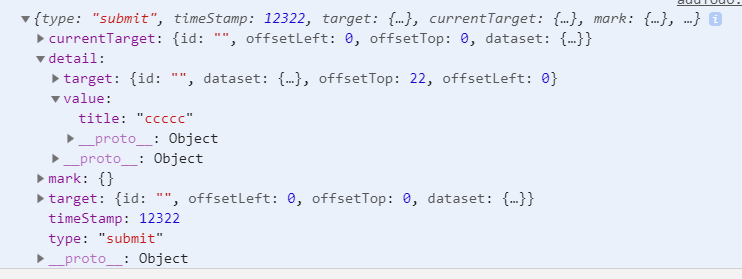 {type: "submit", timeStamp: 12322, target: {…}, currentTarget: {…}, mark: {…}, …} i
currentTarget: {id: "", offsetLeft: 0, offsetTop: 0, dataset: {…}}
detail:
target: {id: "", dataset: {…}, offsetTop: 22, offsetLeft: 0}
value:
title: "ccccc"
__proto__: Object
__proto__: Object
mark: {}
target: {id: "", offsetLeft: 0, offsetTop: 0, dataset: {…}}
timeStamp: 12322
type: "submit"
__proto__: Object